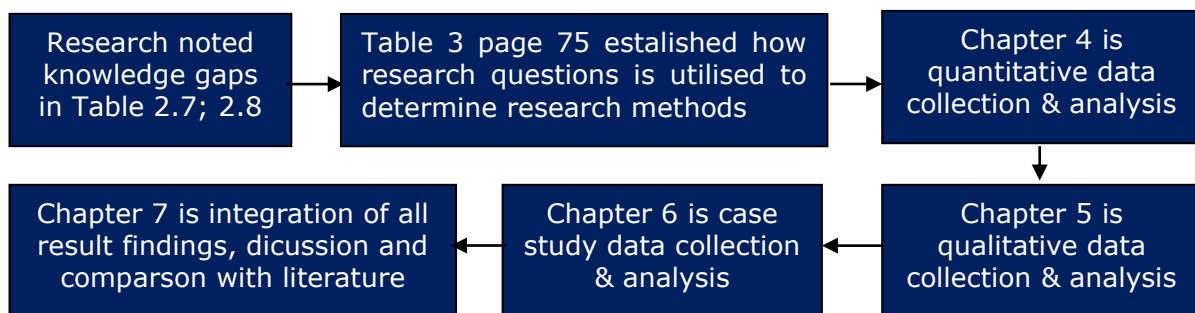 Research noted
knowledge gaps
in Table 2.7; 2.8
Table 3 page 75 estalished how
research questions is utilised to
determine research methods
Chapter 4 is
quantitative data
collection & analysis
Chapter 5 is
qualitative data
collection & analysis
Chapter 6 is case
study data collection
& analysis
Chapter 7 is integration of all
result findings, dicussion and
comparison with literature